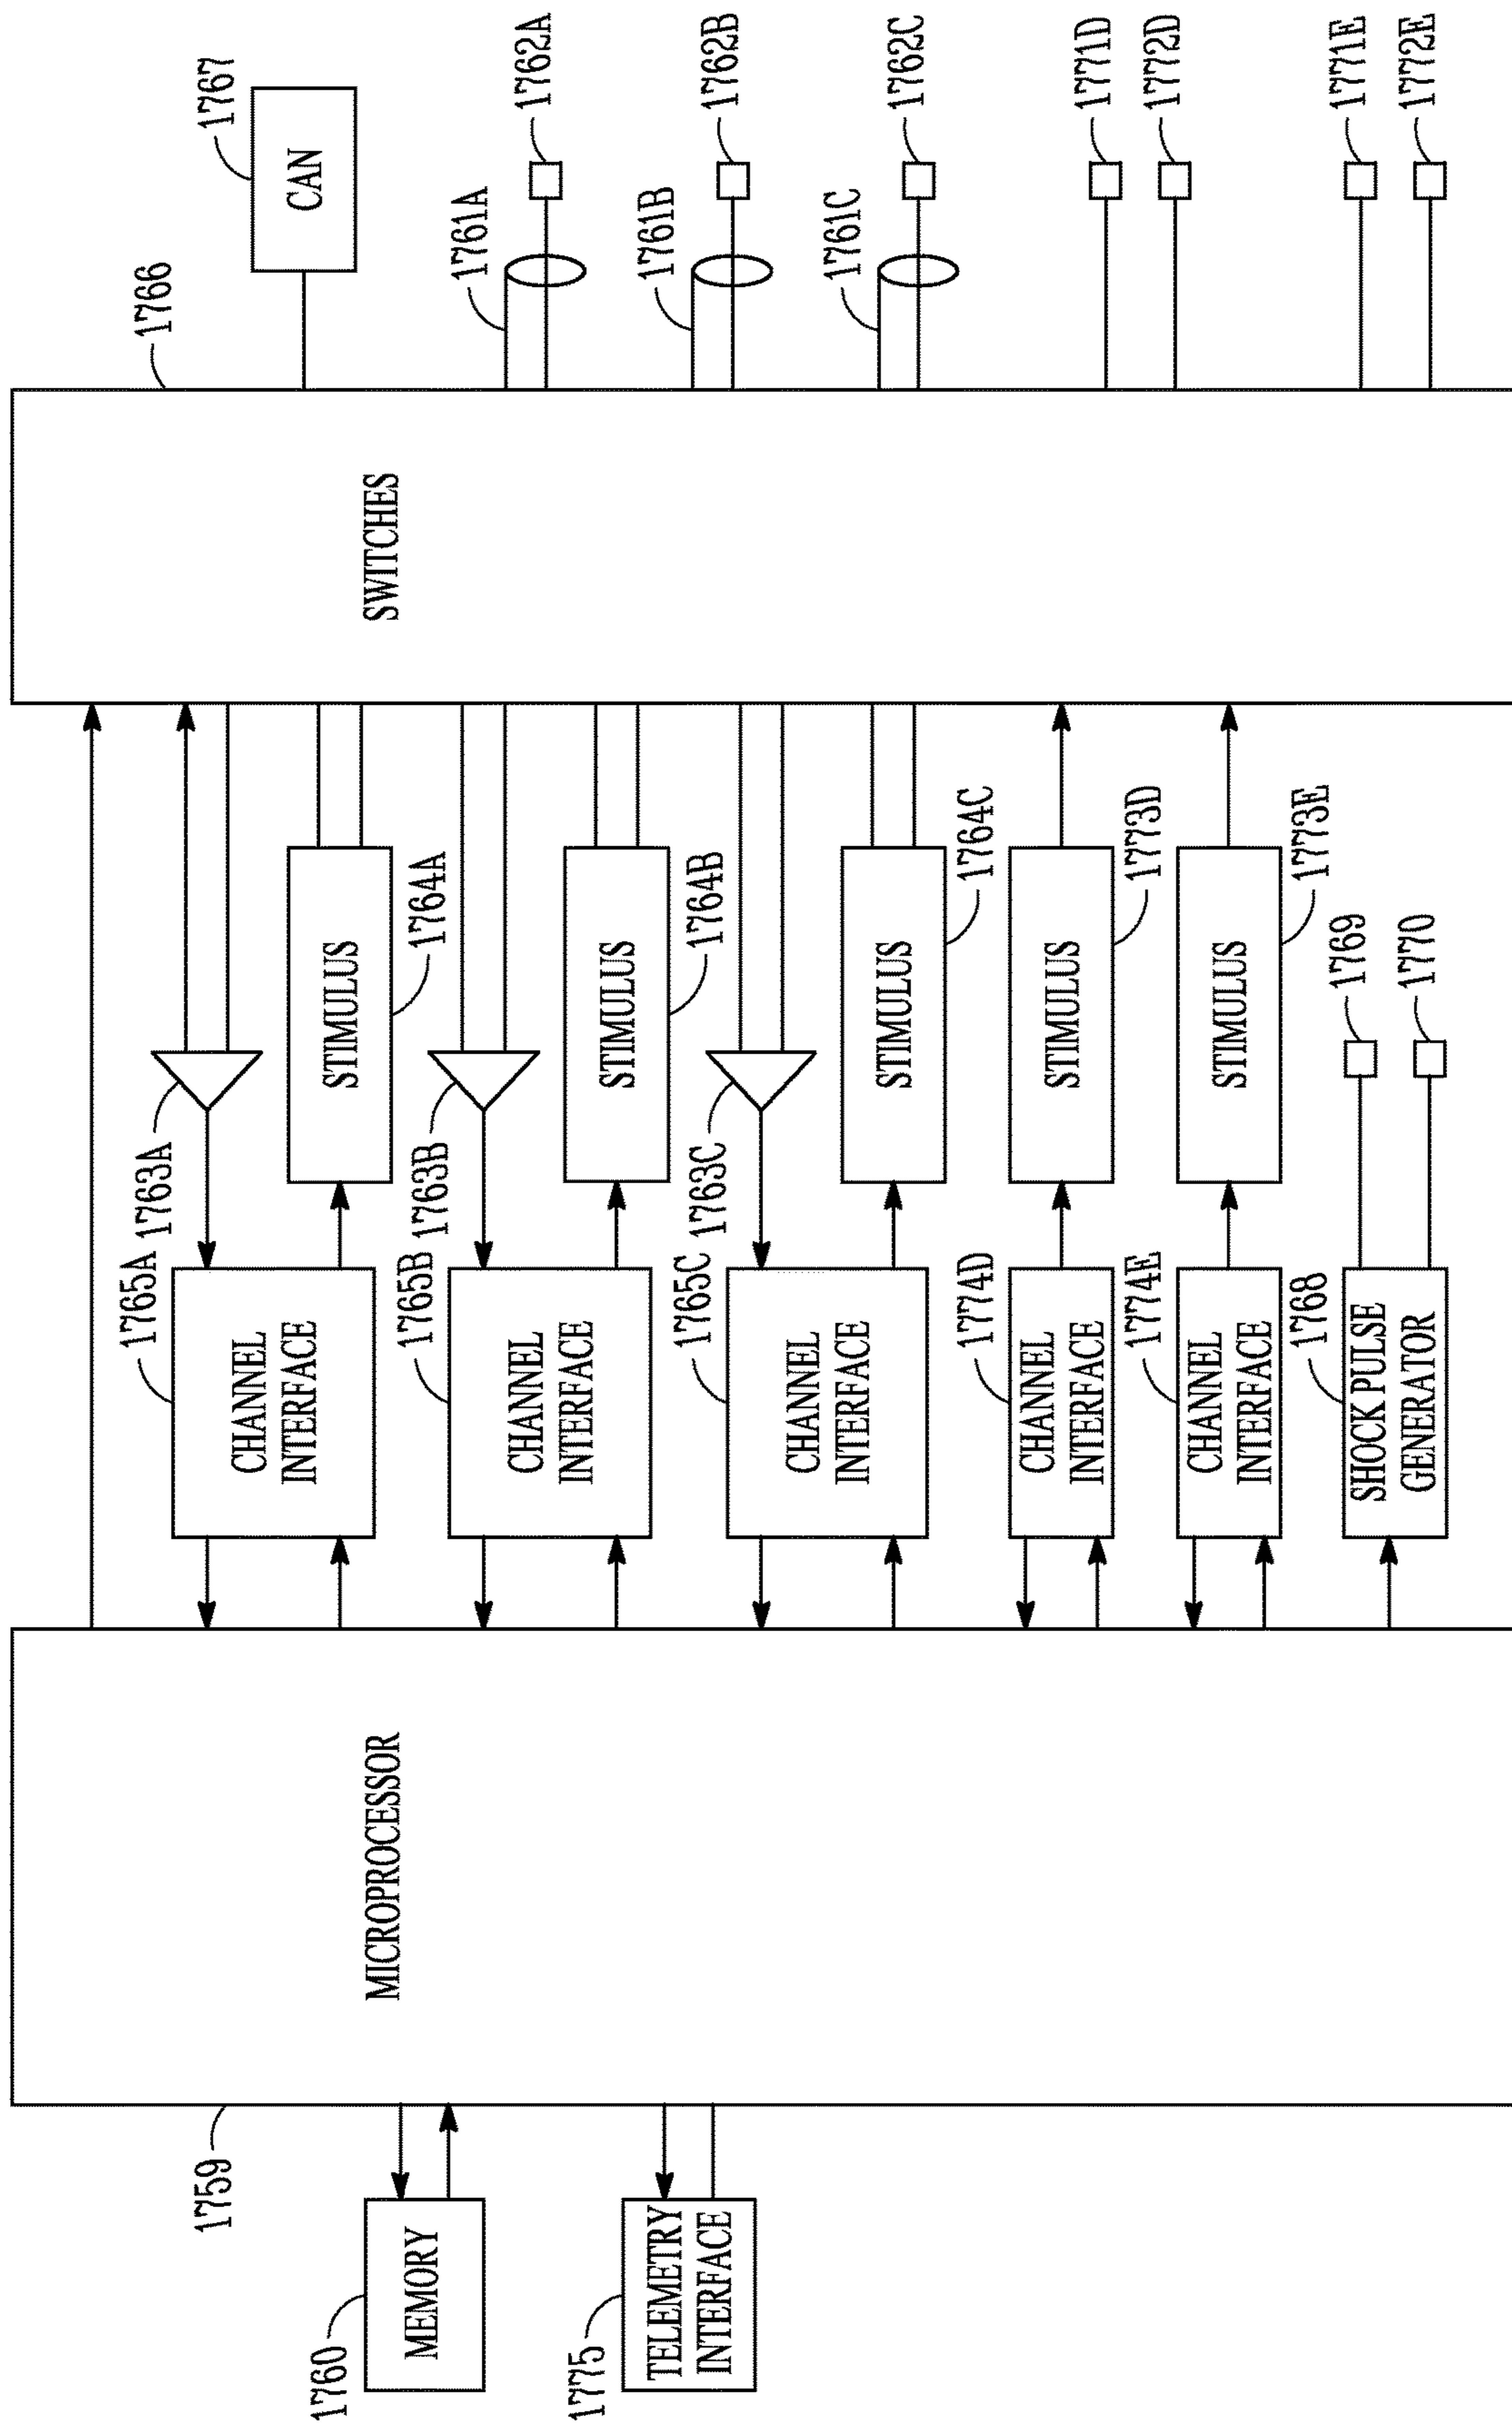 1759
MICROPROCESSOR
1766
SWITCHES
1767
CAN
1760
MEMORY
1775
TELEMETRY
INTERFACE
1765A
CHANNEL
INTERFACE
1763A
STIMULUS
1764A
1761A
1762A
1765B
CHANNEL
INTERFACE
1763B
STIMULUS
1764B
1761B
1762B
1765C
CHANNEL
INTERFACE
1763C
STIMULUS
1764C
1761C
1762C
1774D
CHANNEL
INTERFACE
STIMULUS
1773D
1771D
1772D
1774E
CHANNEL
INTERFACE
STIMULUS
1773E
1771E
1772E
1768
SHOCK PULSE
GENERATOR
1769
1770